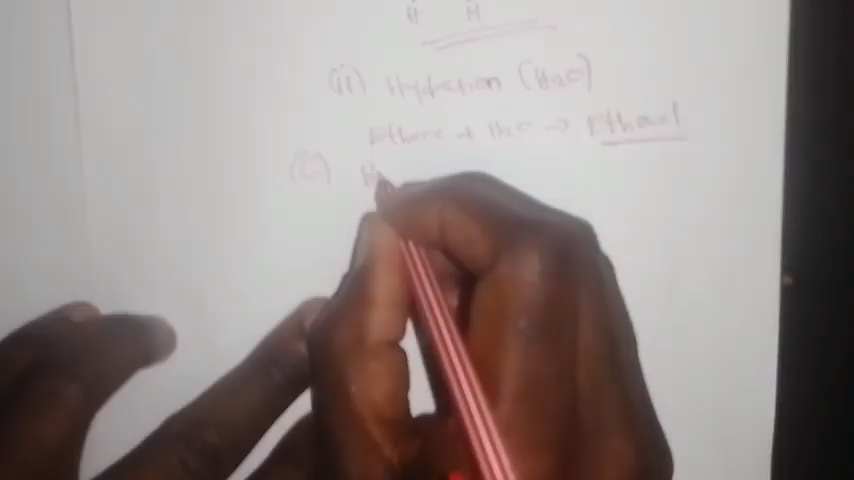 H H
(ii) Hydration (H2O)
Ethene + H2O → Ethanol
(C) H